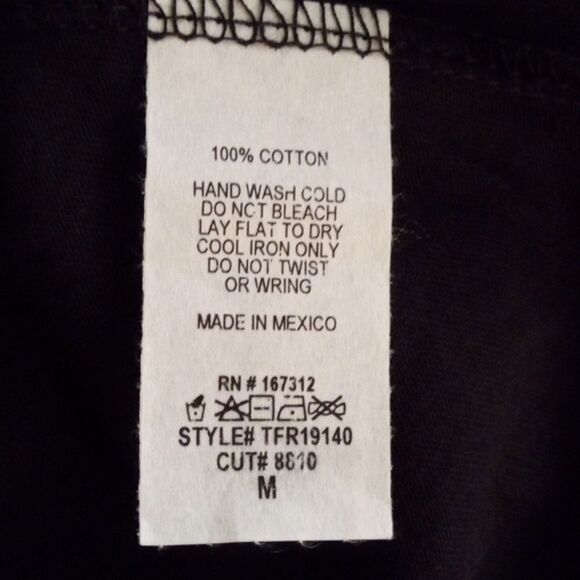 100% COTTON
HAND WASH COLD
DO NOT BLEACH
LAY FLAT TO DRY
COOL IRON ONLY
DO NOT TWIST
OR WRING
MADE IN MEXICO
RN # 167312
STYLE# TFR19140
CUT# 8810
M